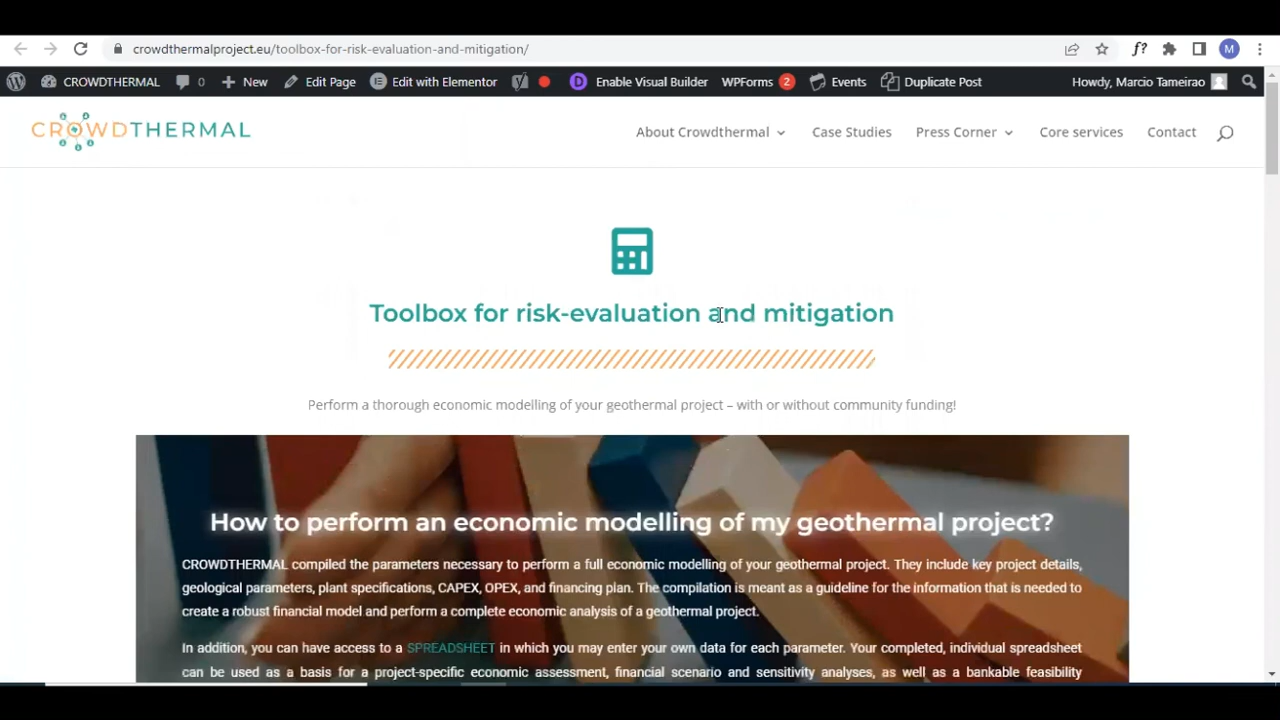 crowdthermalproject.eu/toolbox-for-risk-evaluation-and-mitigation/
f?
M
CROWDTHERMAL 0 New Edit Page Edit with Elementor Enable Visual Builder WPForms 2 Events Duplicate Post Howdy, Marcio Tameirao
CROWDTHERMAL About Crowdthermal Case Studies Press Corner Core services Contact
Toolbox for risk-evaluation and mitigation
Perform a thorough economic modelling of your geothermal project – with or without community funding!
How to perform an economic modelling of my geothermal project?
CROWDTHERMAL compiled the parameters necessary to perform a full economic modelling of your geothermal project. They include key project details,
geological parameters, plant specifications, CAPEX, OPEX, and financing plan. The compilation is meant as a guideline for the information that is needed to
create a robust financial model and perform a complete economic analysis of a geothermal project.
In addition, you can have access to a SPREADSHEET in which you may enter your own data for each parameter. Your completed, individual spreadsheet
can be used as a basis for a project-specific economic assessment, financial scenario and sensitivity analyses, as well as a bankable feasibility